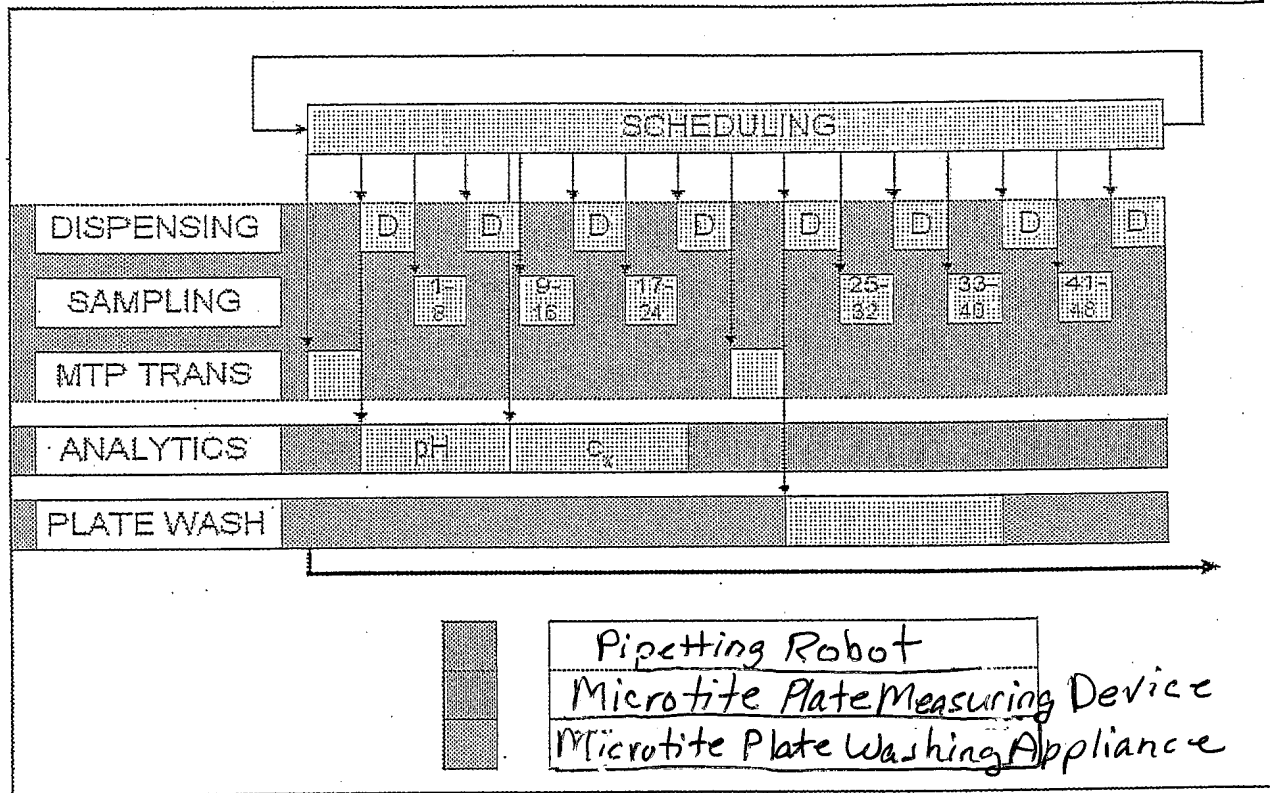 SCHEDULING
DISPENSING D D D D D D D D
SAMPLING 1-8 9-16 17-24 25-32 33-40 41-48
MTP TRANS
ANALYTICS pH
PLATE WASH
Pipetting Robot
Microtite Plate Measuring Device
Microtite Plate Washing Appliance